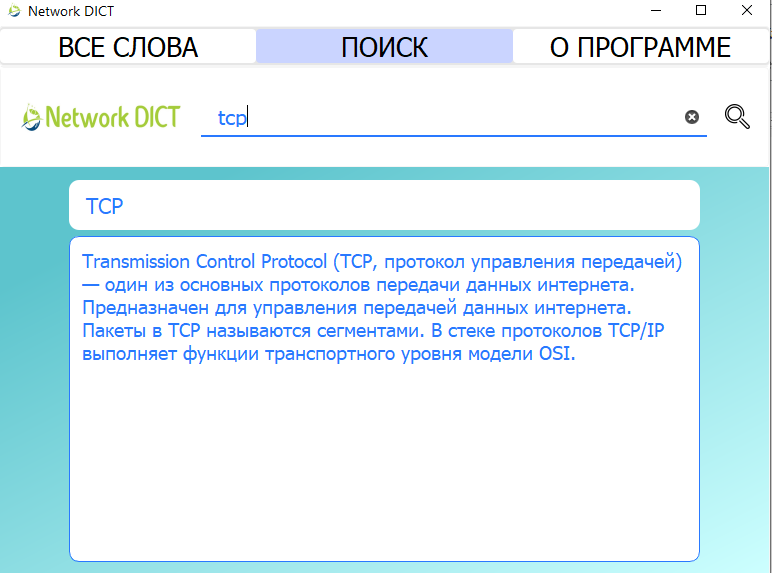 Network DICT
ВСЕ СЛОВА
ПОИСК
О ПРОГРАММЕ
Network DICT
tcp
TCP
Transmission Control Protocol (TCP, протокол управления передачей)
— один из основных протоколов передачи данных интернета.
Предназначен для управления передачей данных интернета.
Пакеты в TCP называются сегментами. В стеке протоколов TCP/IP
выполняет функции транспортного уровня модели OSI.